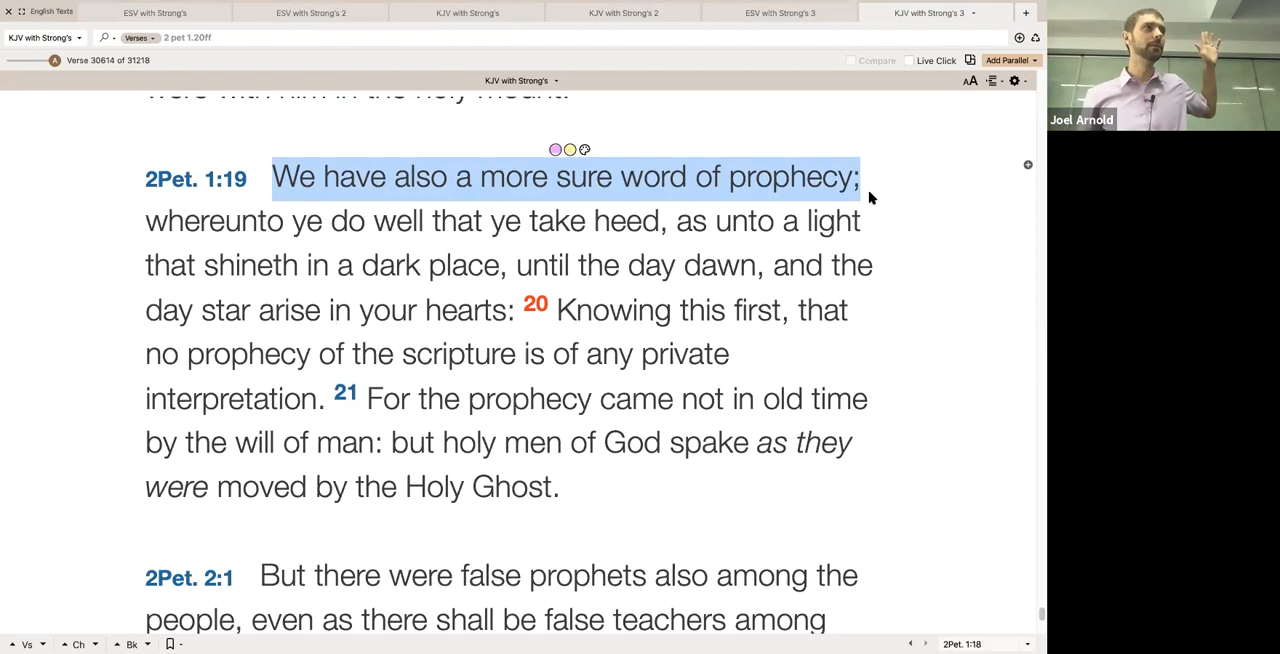 English Texts
ESV with Strong's
ESV with Strong's 2
KJV with Strong's
KJV with Strong's 2
ESV with Strong's 3
KJV with Strong's 3
KJV with Strong's
Verses
2 pet 1.20ff
A
Verse 30614 of 31218
Compare
Live Click
Add Parallel
KJV with Strong's
AA
were with him in the holy mount.
2Pet. 1:19 We have also a more sure word of prophecy;
whereunto ye do well that ye take heed, as unto a light
that shineth in a dark place, until the day dawn, and the
day star arise in your hearts: 20 Knowing this first, that
no prophecy of the scripture is of any private
interpretation. 21 For the prophecy came not in old time
by the will of man: but holy men of God spake as they
were moved by the Holy Ghost.
2Pet. 2:1 But there were false prophets also among the
people, even as there shall be false teachers among
Vs
Ch
Bk
2Pet. 1:18
Joel Arnold